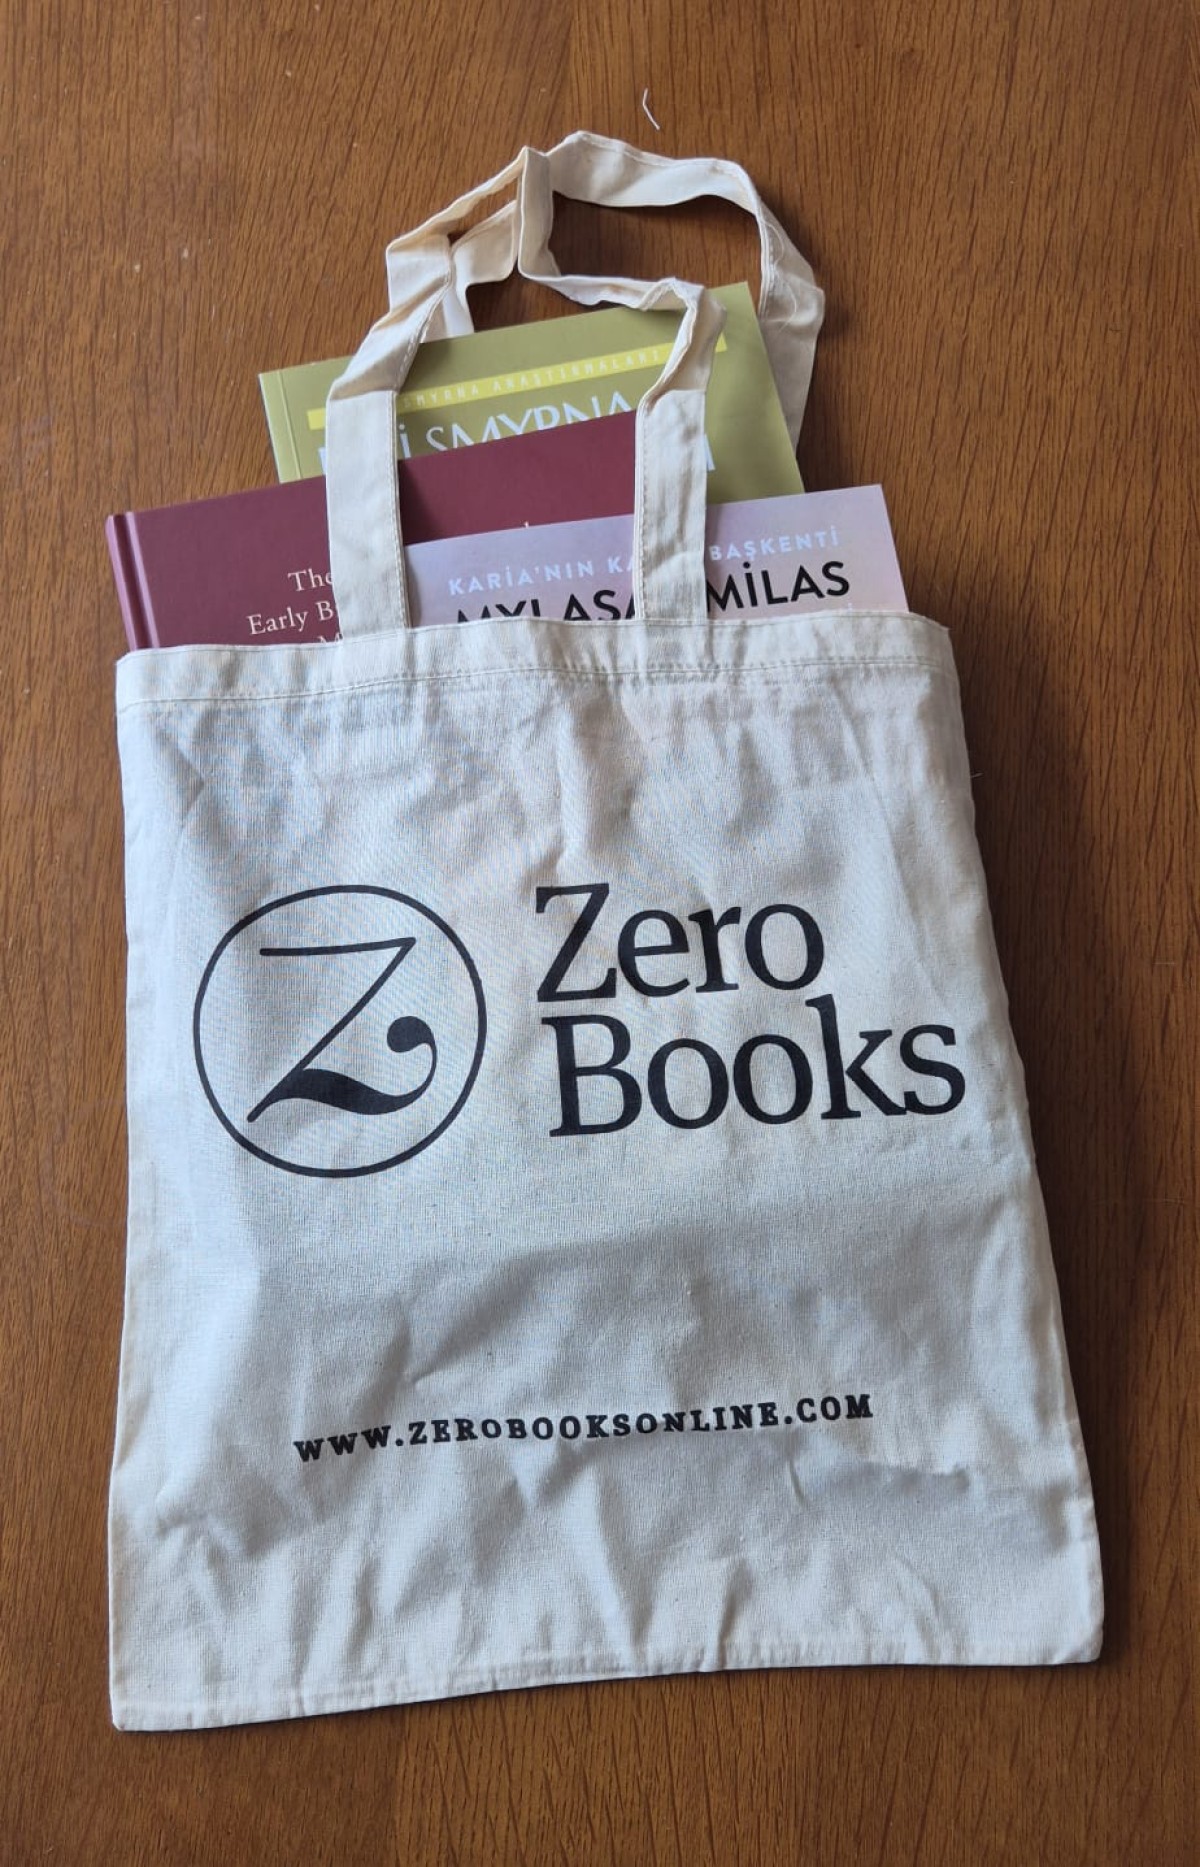 SMYRNA ARAŞTIRMALARI
SMYRNA
The
Early
KARİA'NIN BAŞKENTİ
MYLASA MİLAS
Z
Zero
Books
WWW.ZEROBOOKSONLINE.COM